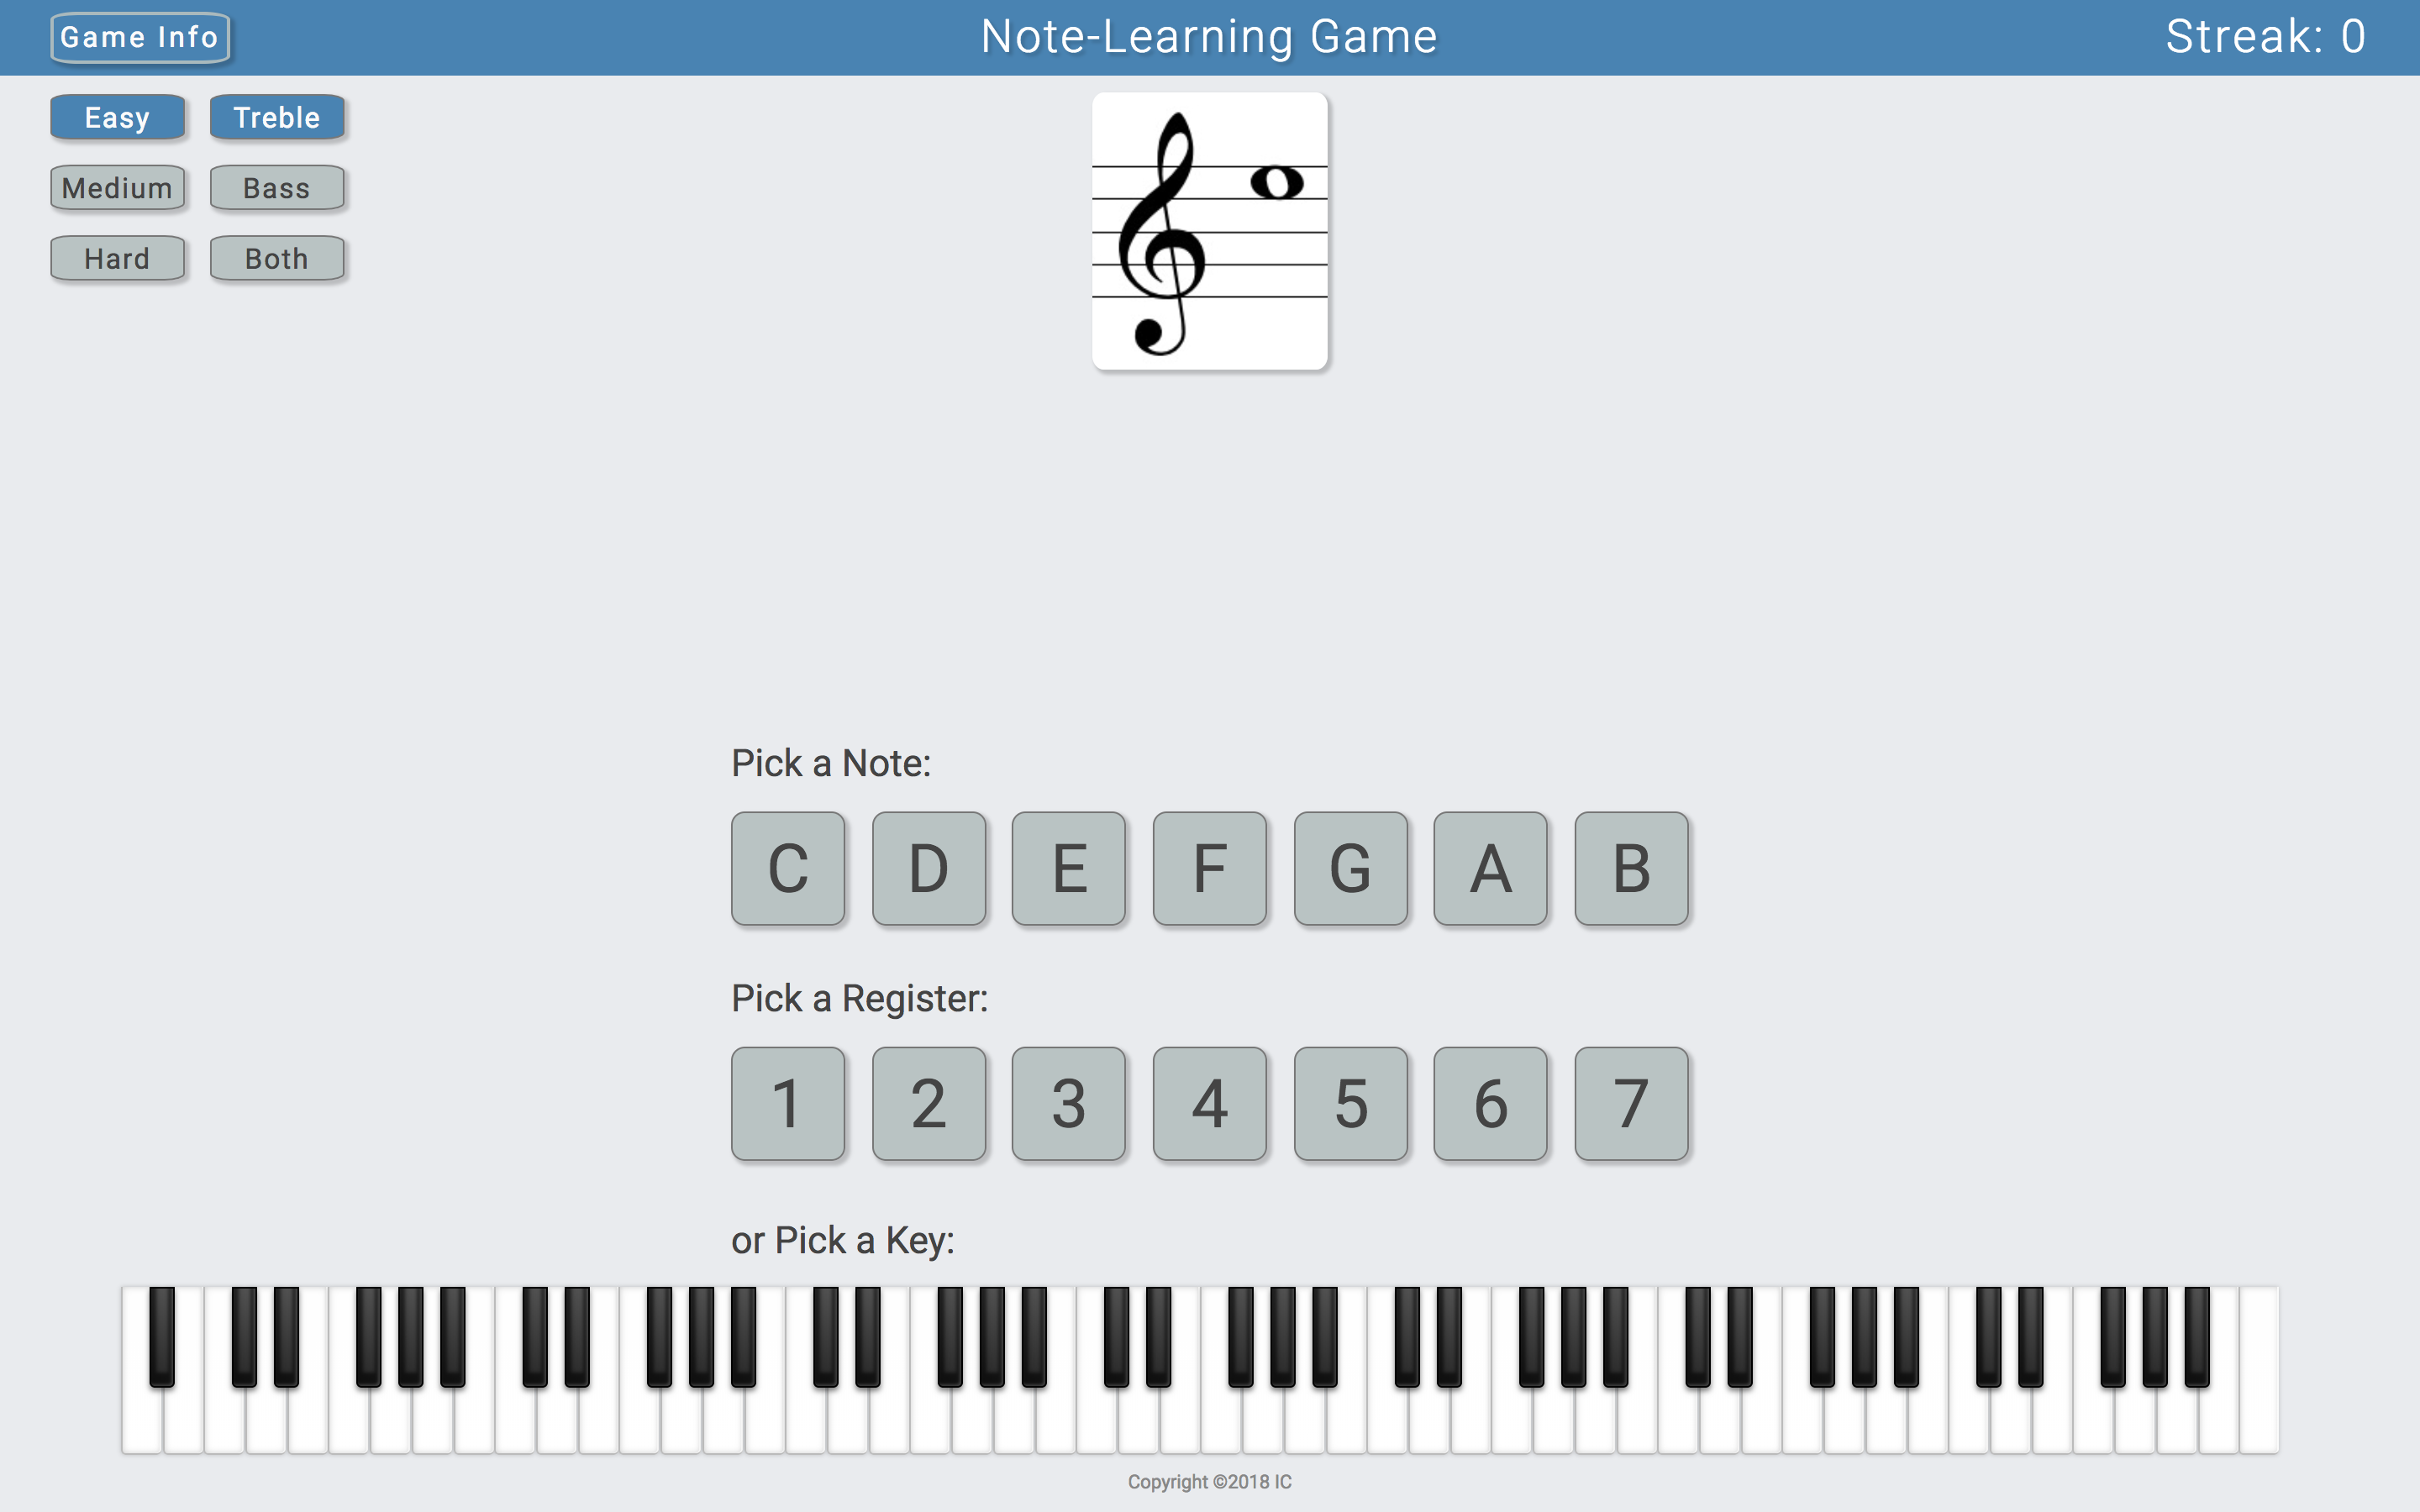 Game Info
Note-Learning Game
Streak: 0
Easy
Treble
Medium
Bass
Hard
Both
Pick a Note:
C D E F G A B
Pick a Register:
1 2 3 4 5 6 7
or Pick a Key:
Copyright ©2018 IC